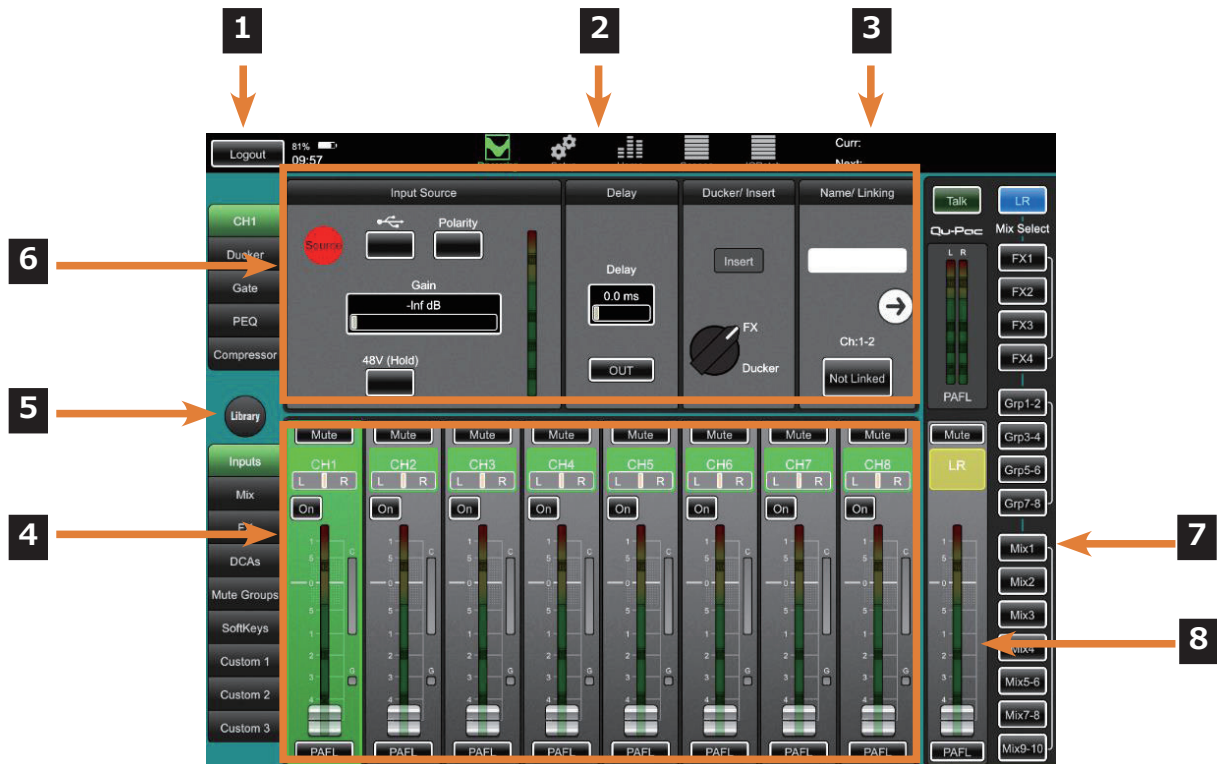 1
2
3
Logout
81%
09:57
Curr:
Next:
Input Source
Delay
Ducker/ Insert
Name/ Linking
Talk
LR
CH1
Source
Polarity
Qu-Pac
Mix Select
6
Ducker
L R
FX1
Insert
Gate
Gain
Delay
FX2
-Inf dB
0.0 ms
PEQ
FX
FX3
Ch:1-2
Compressor
48V (Hold)
OUT
Ducker
Not Linked
FX4
PAFL
Grp1-2
5
Library
Mute
Mute
Mute
Mute
Mute
Mute
Mute
Mute
Mute
Grp3-4
Inputs
CH1
CH2
CH3
CH4
CH5
CH6
CH7
CH8
LR
Grp5-6
L R
L R
L R
L R
L R
L R
L R
L R
Mix
Grp7-8
On
On
On
On
On
On
On
On
4
7
Mix1
DCAs
Mix2
Mute Groups
Mix3
SoftKeys
8
Mix4
Custom 1
Mix5-6
Custom 2
Mix7-8
Custom 3
PAFL
PAFL
PAFL
PAFL
PAFL
PAFL
PAFL
PAFL
PAFL
Mix9-10